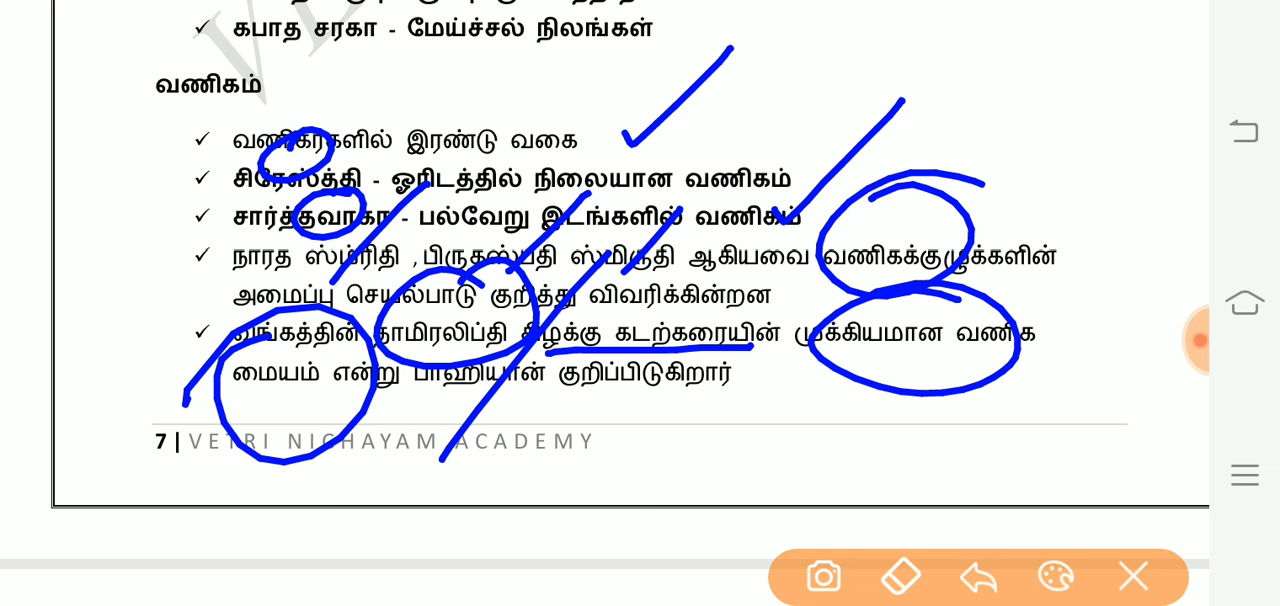 கபாத சரகா - மேய்ச்சல் நிலங்கள்
வணிகம்
வணிகர்களில் இரண்டு வகை
சிரேஸ்த்தி - ஓரிடத்தில் நிலையான வணிகம்
சார்த்தவாகா - பல்வேறு இடங்களில் வணிகம்
நாரத ஸ்ம்ரிதி ,பிருகஸ்பதி ஸ்மிருதி ஆகியவை வணிகக்குழுக்களின்
அமைப்பு செயல்பாடு குறித்து விவரிக்கின்றன
வங்கத்தின் தாமிரலிப்தி கிழக்கு கடற்கரையின் முக்கியமான வணிக
மையம் என்று பாஹியான் குறிப்பிடுகிறார்
7 | VETRI NICHAYAM ACADEMY